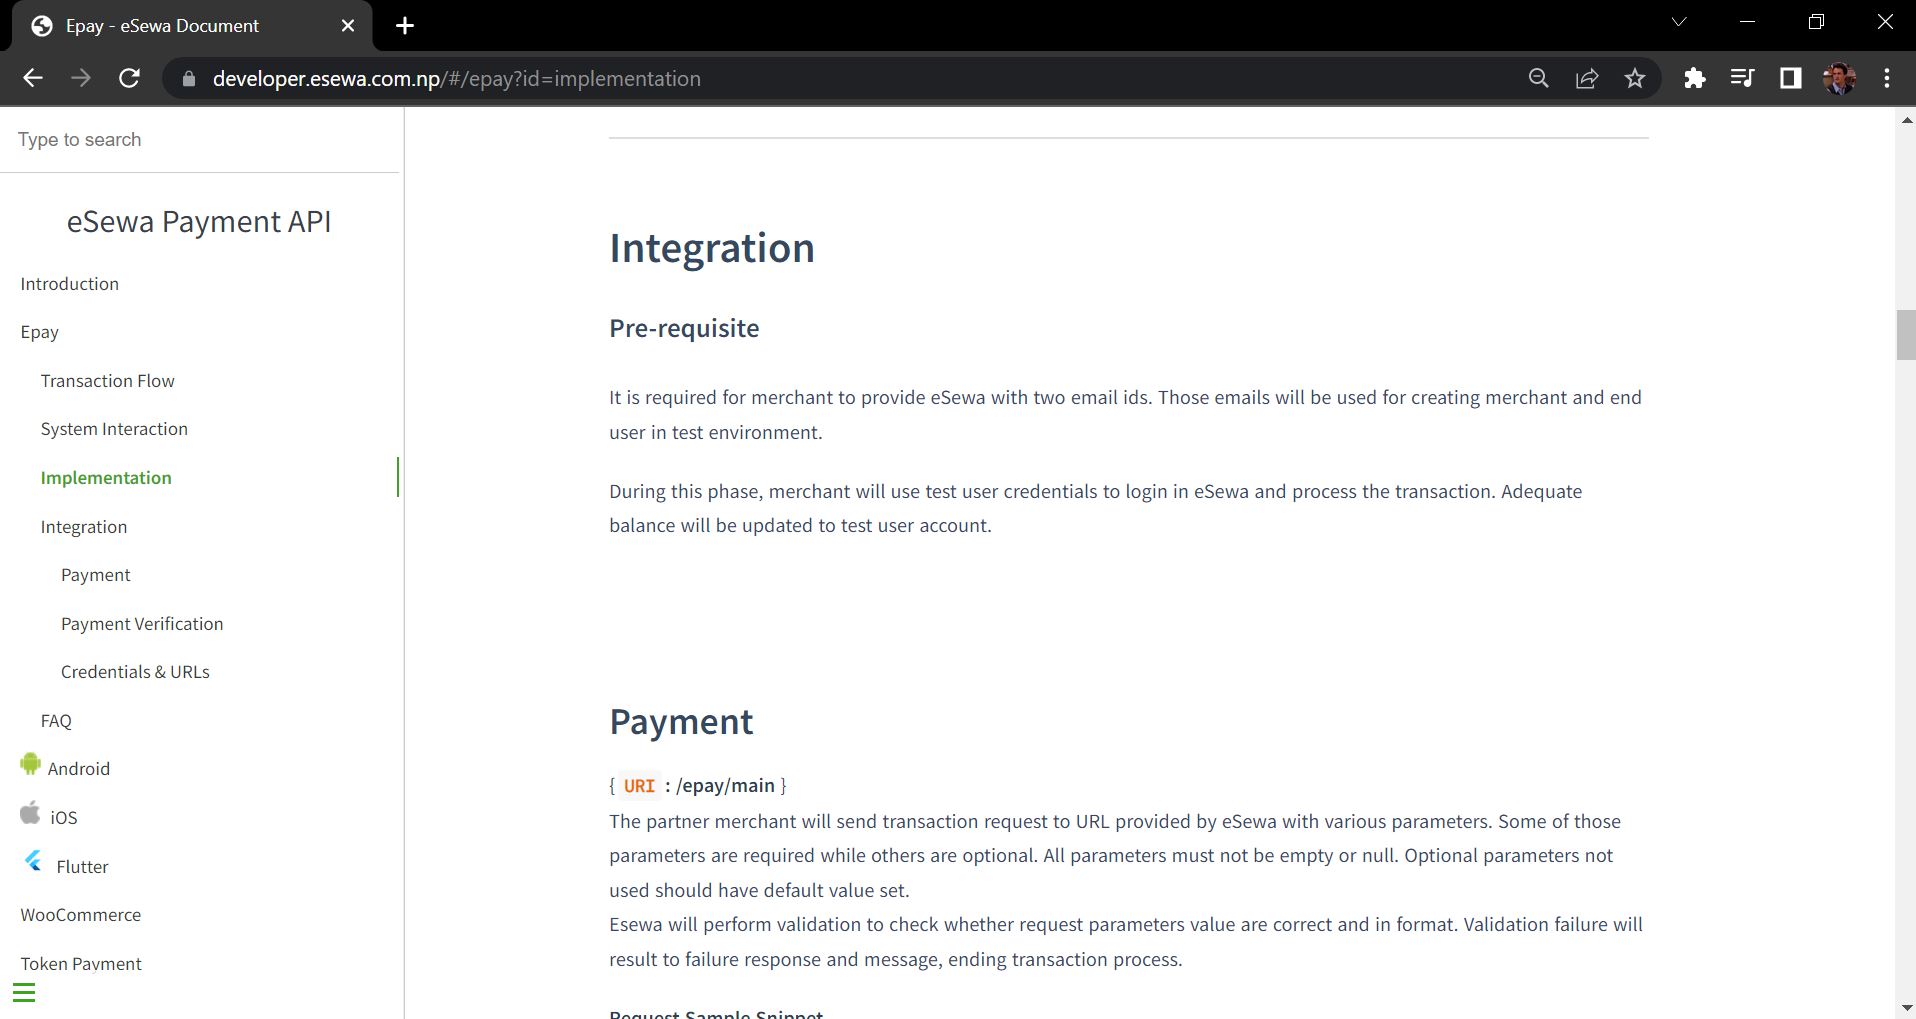 Epay - eSewa Document
developer.esewa.com.np/#/epay?id=implementation
Type to search
eSewa Payment API
Introduction
Epay
Transaction Flow
System Interaction
Implementation
Integration
Payment
Payment Verification
Credentials & URLs
FAQ
Android
iOS
Flutter
WooCommerce
Token Payment
Integration
Pre-requisite
It is required for merchant to provide eSewa with two email ids. Those emails will be used for creating merchant and end
user in test environment.
During this phase, merchant will use test user credentials to login in eSewa and process the transaction. Adequate
balance will be updated to test user account.
Payment
{ URI : /epay/main }
The partner merchant will send transaction request to URL provided by eSewa with various parameters. Some of those
parameters are required while others are optional. All parameters must not be empty or null. Optional parameters not
used should have default value set.
Esewa will perform validation to check whether request parameters value are correct and in format. Validation failure will
result to failure response and message, ending transaction process.
Request Sample Snippet